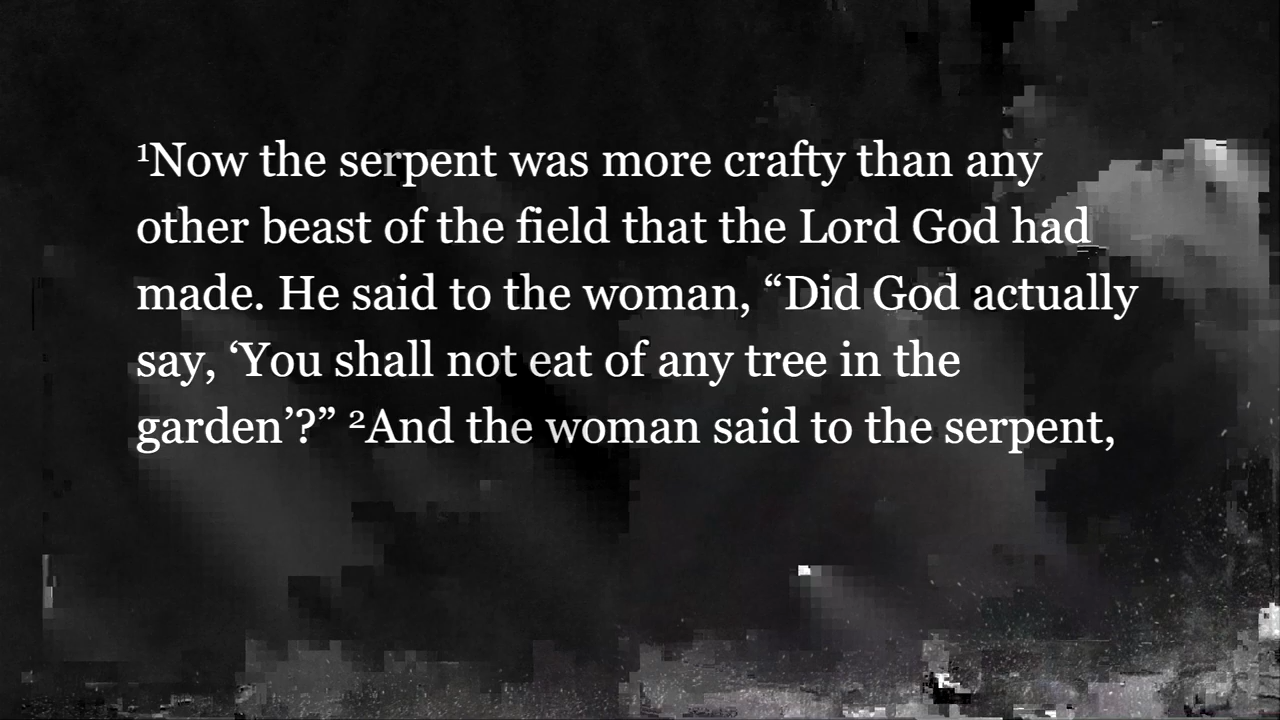 ¹Now the serpent was more crafty than any
other beast of the field that the Lord God had
made. He said to the woman, “Did God actually
say, ‘You shall not eat of any tree in the
garden’?” ²And the woman said to the serpent,